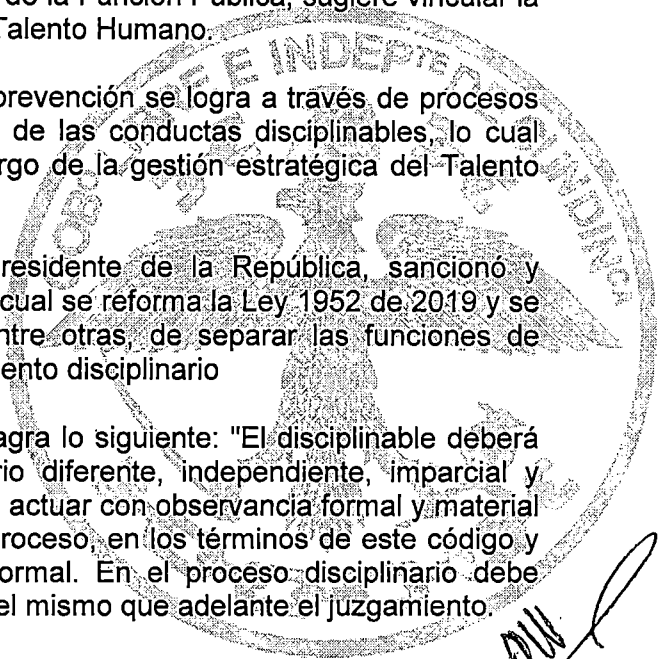 de la Función Pública, sugiere vincular la
Talento Humano.
prevención se logra a través de procesos
de las conductas disciplinables, lo cual
rgo de la gestión estratégica del Talento
residente de la República, sancionó y
cual se reforma la Ley 1952 de 2019 y se
ntre otras, de separar las funciones de
ento disciplinario
agra lo siguiente: "El disciplinable deberá
rio diferente, independiente, imparcial y
actuar con observancia formal y material
roceso, en los términos de este código y
ormal. En el proceso disciplinario debe
el mismo que adelante el juzgamiento.
E INDEPTE DE CUNDINCA